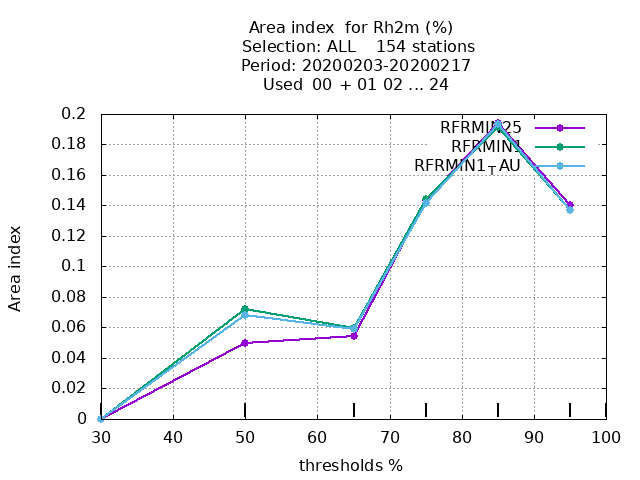 Area index  for Rh2m (%)
Selection: ALL    154 stations
Period: 20200203-20200217
Used  00 + 01 02 ... 24
0.2
0.18
0.16
0.14
0.12
0.1
0.08
0.06
0.04
0.02
0
Area index
RFRMIN25
RFRMIN1
RFRMIN1TAU
30 40 50 60 70 80 90 100
thresholds %